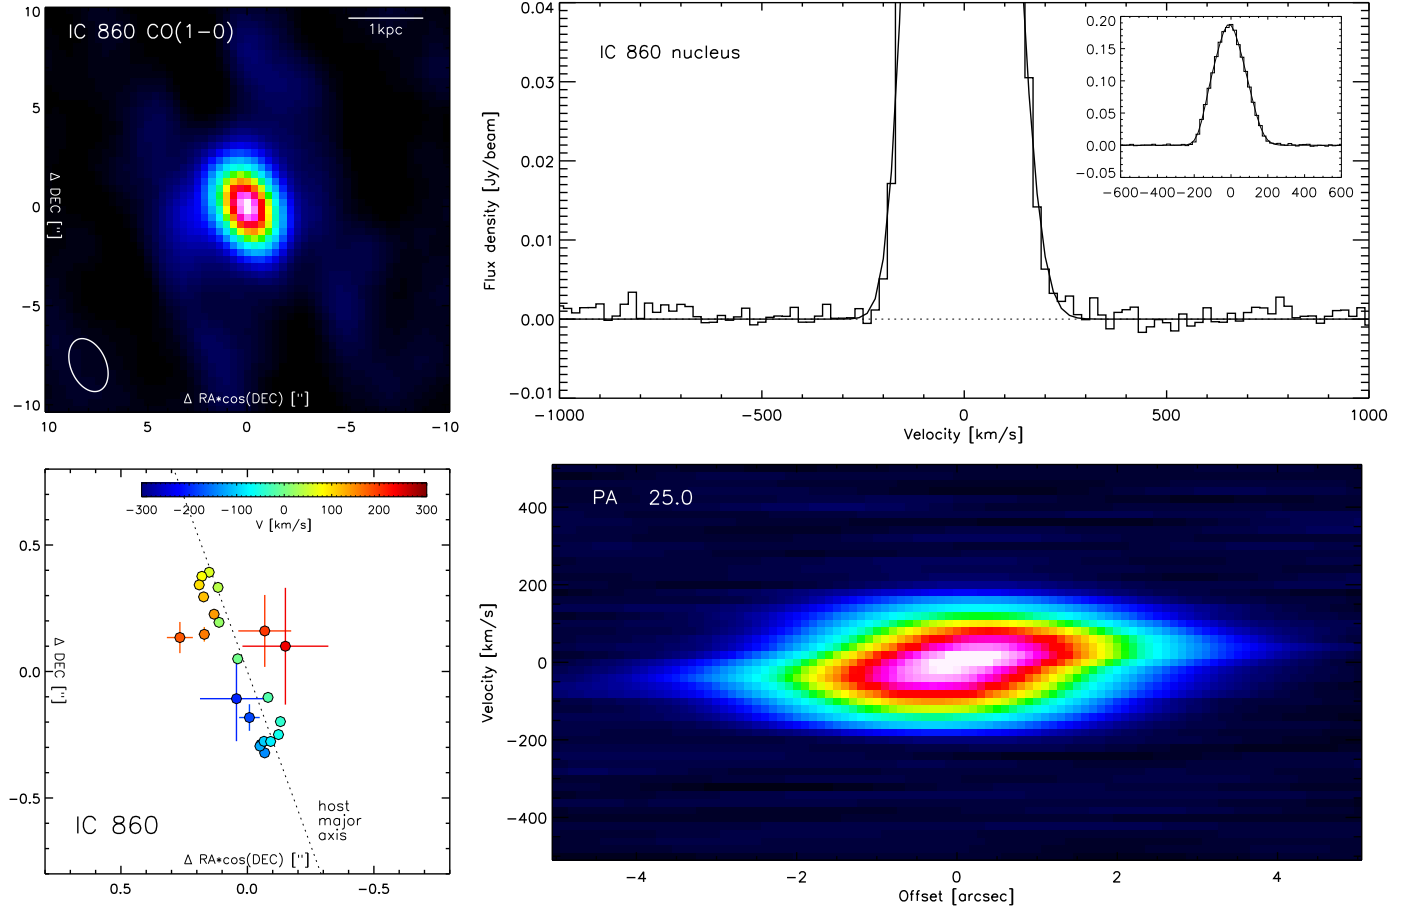 IC 860 CO(1−0)
1kpc
10
5
0
−5
−10
Δ DEC ["]
Δ RA*cos(DEC) ["]
10 5 0 −5 −10
IC 860 nucleus
0.04
0.03
0.02
0.01
0.00
−0.01
Flux density [Jy/beam]
−1000 −500 0 500 1000
Velocity [km/s]
0.20
0.15
0.10
0.05
0.00
−0.05
−600 −400 −200 0 200 400 600
−300 −200 −100 0 100 200 300
V [km/s]
0.5
0.0
−0.5
Δ DEC ["]
host
major
axis
IC 860
Δ RA*cos(DEC) ["]
0.5 0.0 −0.5
PA 25.0
400
200
0
−200
−400
Velocity [km/s]
−4 −2 0 2 4
Offset [arcsec]